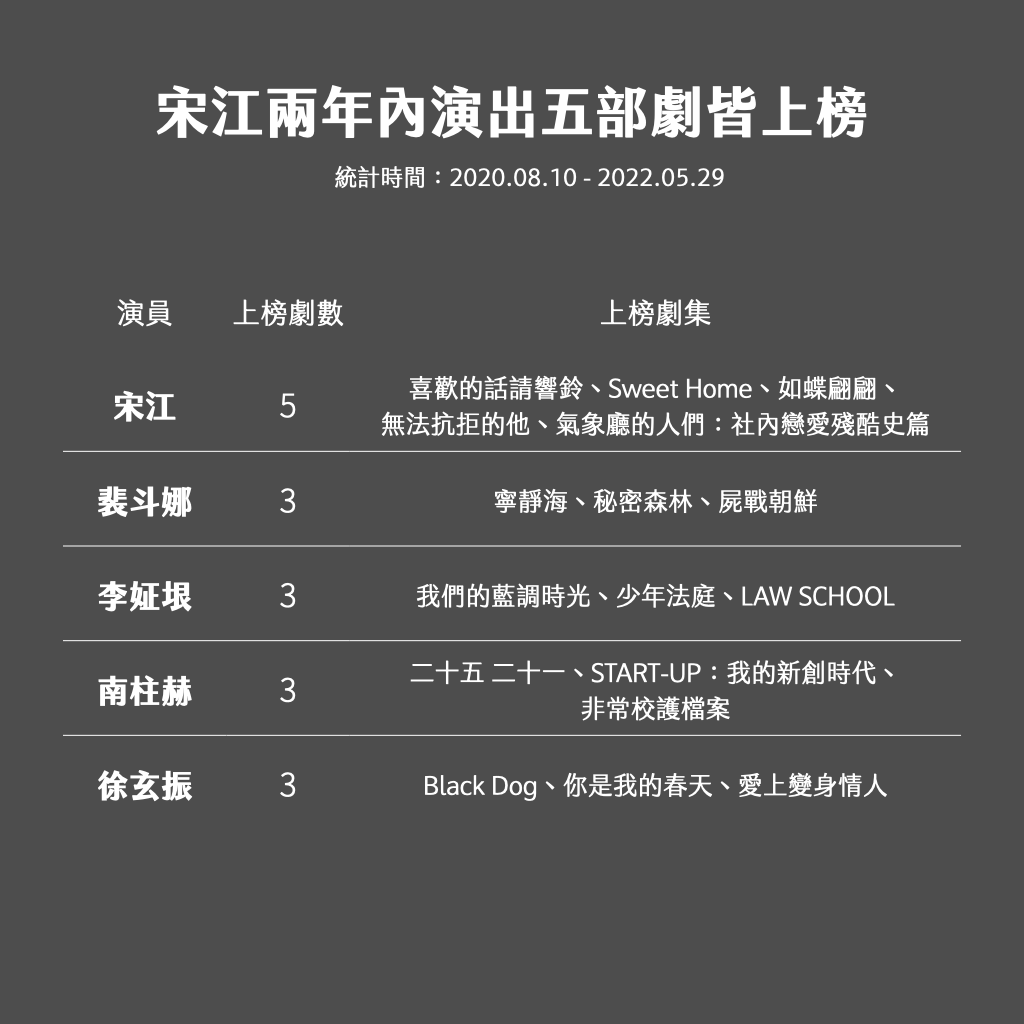 宋江兩年內演出五部劇皆上榜
統計時間：2020.08.10 - 2022.05.29
演員 上榜劇數 上榜劇集
宋江 5 喜歡的話請響鈴、Sweet Home、如蝶翩翩、
無法抗拒的他、氣象廳的人們：社內戀愛殘酷史篇
裴斗娜 3 寧靜海、秘密森林、屍戰朝鮮
李姃垠 3 我們的藍調時光、少年法庭、LAW SCHOOL
南柱赫 3 二十五 二十一、START-UP：我的新創時代、
非常校護檔案
徐玄振 3 Black Dog、你是我的春天、愛上變身情人